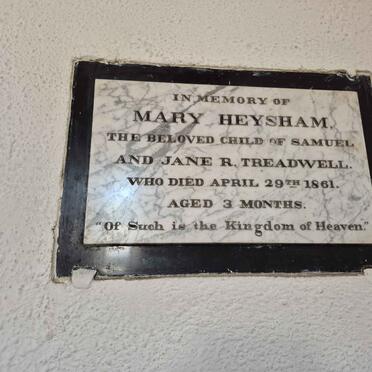 IN MEMORY OF
MARY HEYSHAM,
THE BELOVED CHILD OF SAMUEL
AND JANE R. TREADWELL.
WHO DIED APRIL 29TH 1861.
AGED 3 MONTHS.
"Of Such is the Kingdom of Heaven."